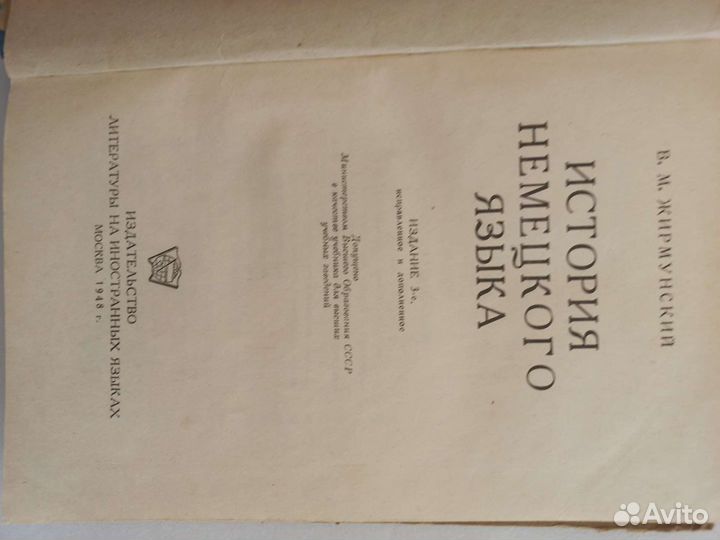 В. М. ЖИРМУНСКИЙ
ИСТОРИЯ
НЕМЕЦКОГО
ЯЗЫКА
ИЗДАНИЕ 3-е,
исправленное и дополненное
Допущено
Министерством Высшего Образования СССР
в качестве учебника для высших
учебных заведений
ИЗДАТЕЛЬСТВО
ЛИТЕРАТУРЫ НА ИНОСТРАННЫХ ЯЗЫКАХ
МОСКВА 1948 г.
Avito